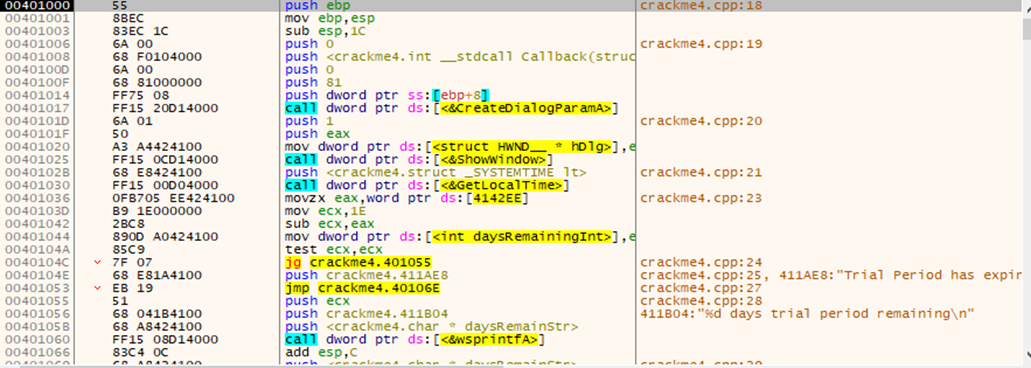 00401000 55 push ebp crackme4.cpp:18
00401001 8BEC mov ebp,esp
00401003 83EC 1C sub esp,1C
00401006 6A 00 push 0 crackme4.cpp:19
00401008 68 F0104000 push <crackme4.int __stdcall Callback(struc
0040100D 6A 00 push 0
0040100F 68 81000000 push 81
00401014 FF75 08 push dword ptr ss:[ebp+8]
00401017 FF15 20D14000 call dword ptr ds:[<&CreateDialogParamA>]
0040101D 6A 01 push 1 crackme4.cpp:20
0040101F 50 push eax
00401020 A3 A4424100 mov dword ptr ds:[<struct HWND__ * hDlg>],e
00401025 FF15 0CD14000 call dword ptr ds:[<&ShowWindow>]
0040102B 68 E8424100 push <crackme4.struct _SYSTEMTIME lt> crackme4.cpp:21
00401030 FF15 00D04000 call dword ptr ds:[<&GetLocalTime>]
00401036 0FB705 EE424100 movzx eax,word ptr ds:[4142EE] crackme4.cpp:23
0040103D B9 1E000000 mov ecx,1E
00401042 2BC8 sub ecx,eax
00401044 890D A0424100 mov dword ptr ds:[<int daysRemainingInt>],e
0040104A 85C9 test ecx,ecx
0040104C 7F 07 jg crackme4.401055 crackme4.cpp:24
0040104E 68 E81A4100 push crackme4.411AE8 crackme4.cpp:25, 411AE8:"Trial Period has expir
00401053 EB 19 jmp crackme4.40106E crackme4.cpp:27
00401055 51 push ecx crackme4.cpp:28
00401056 68 041B4100 push crackme4.411B04 411B04:"%d days trial period remaining\n"
0040105B 68 A8424100 push <crackme4.char * daysRemainStr>
00401060 FF15 08D14000 call dword ptr ds:[<&wsprintfA>]
00401066 83C4 0C add esp,C